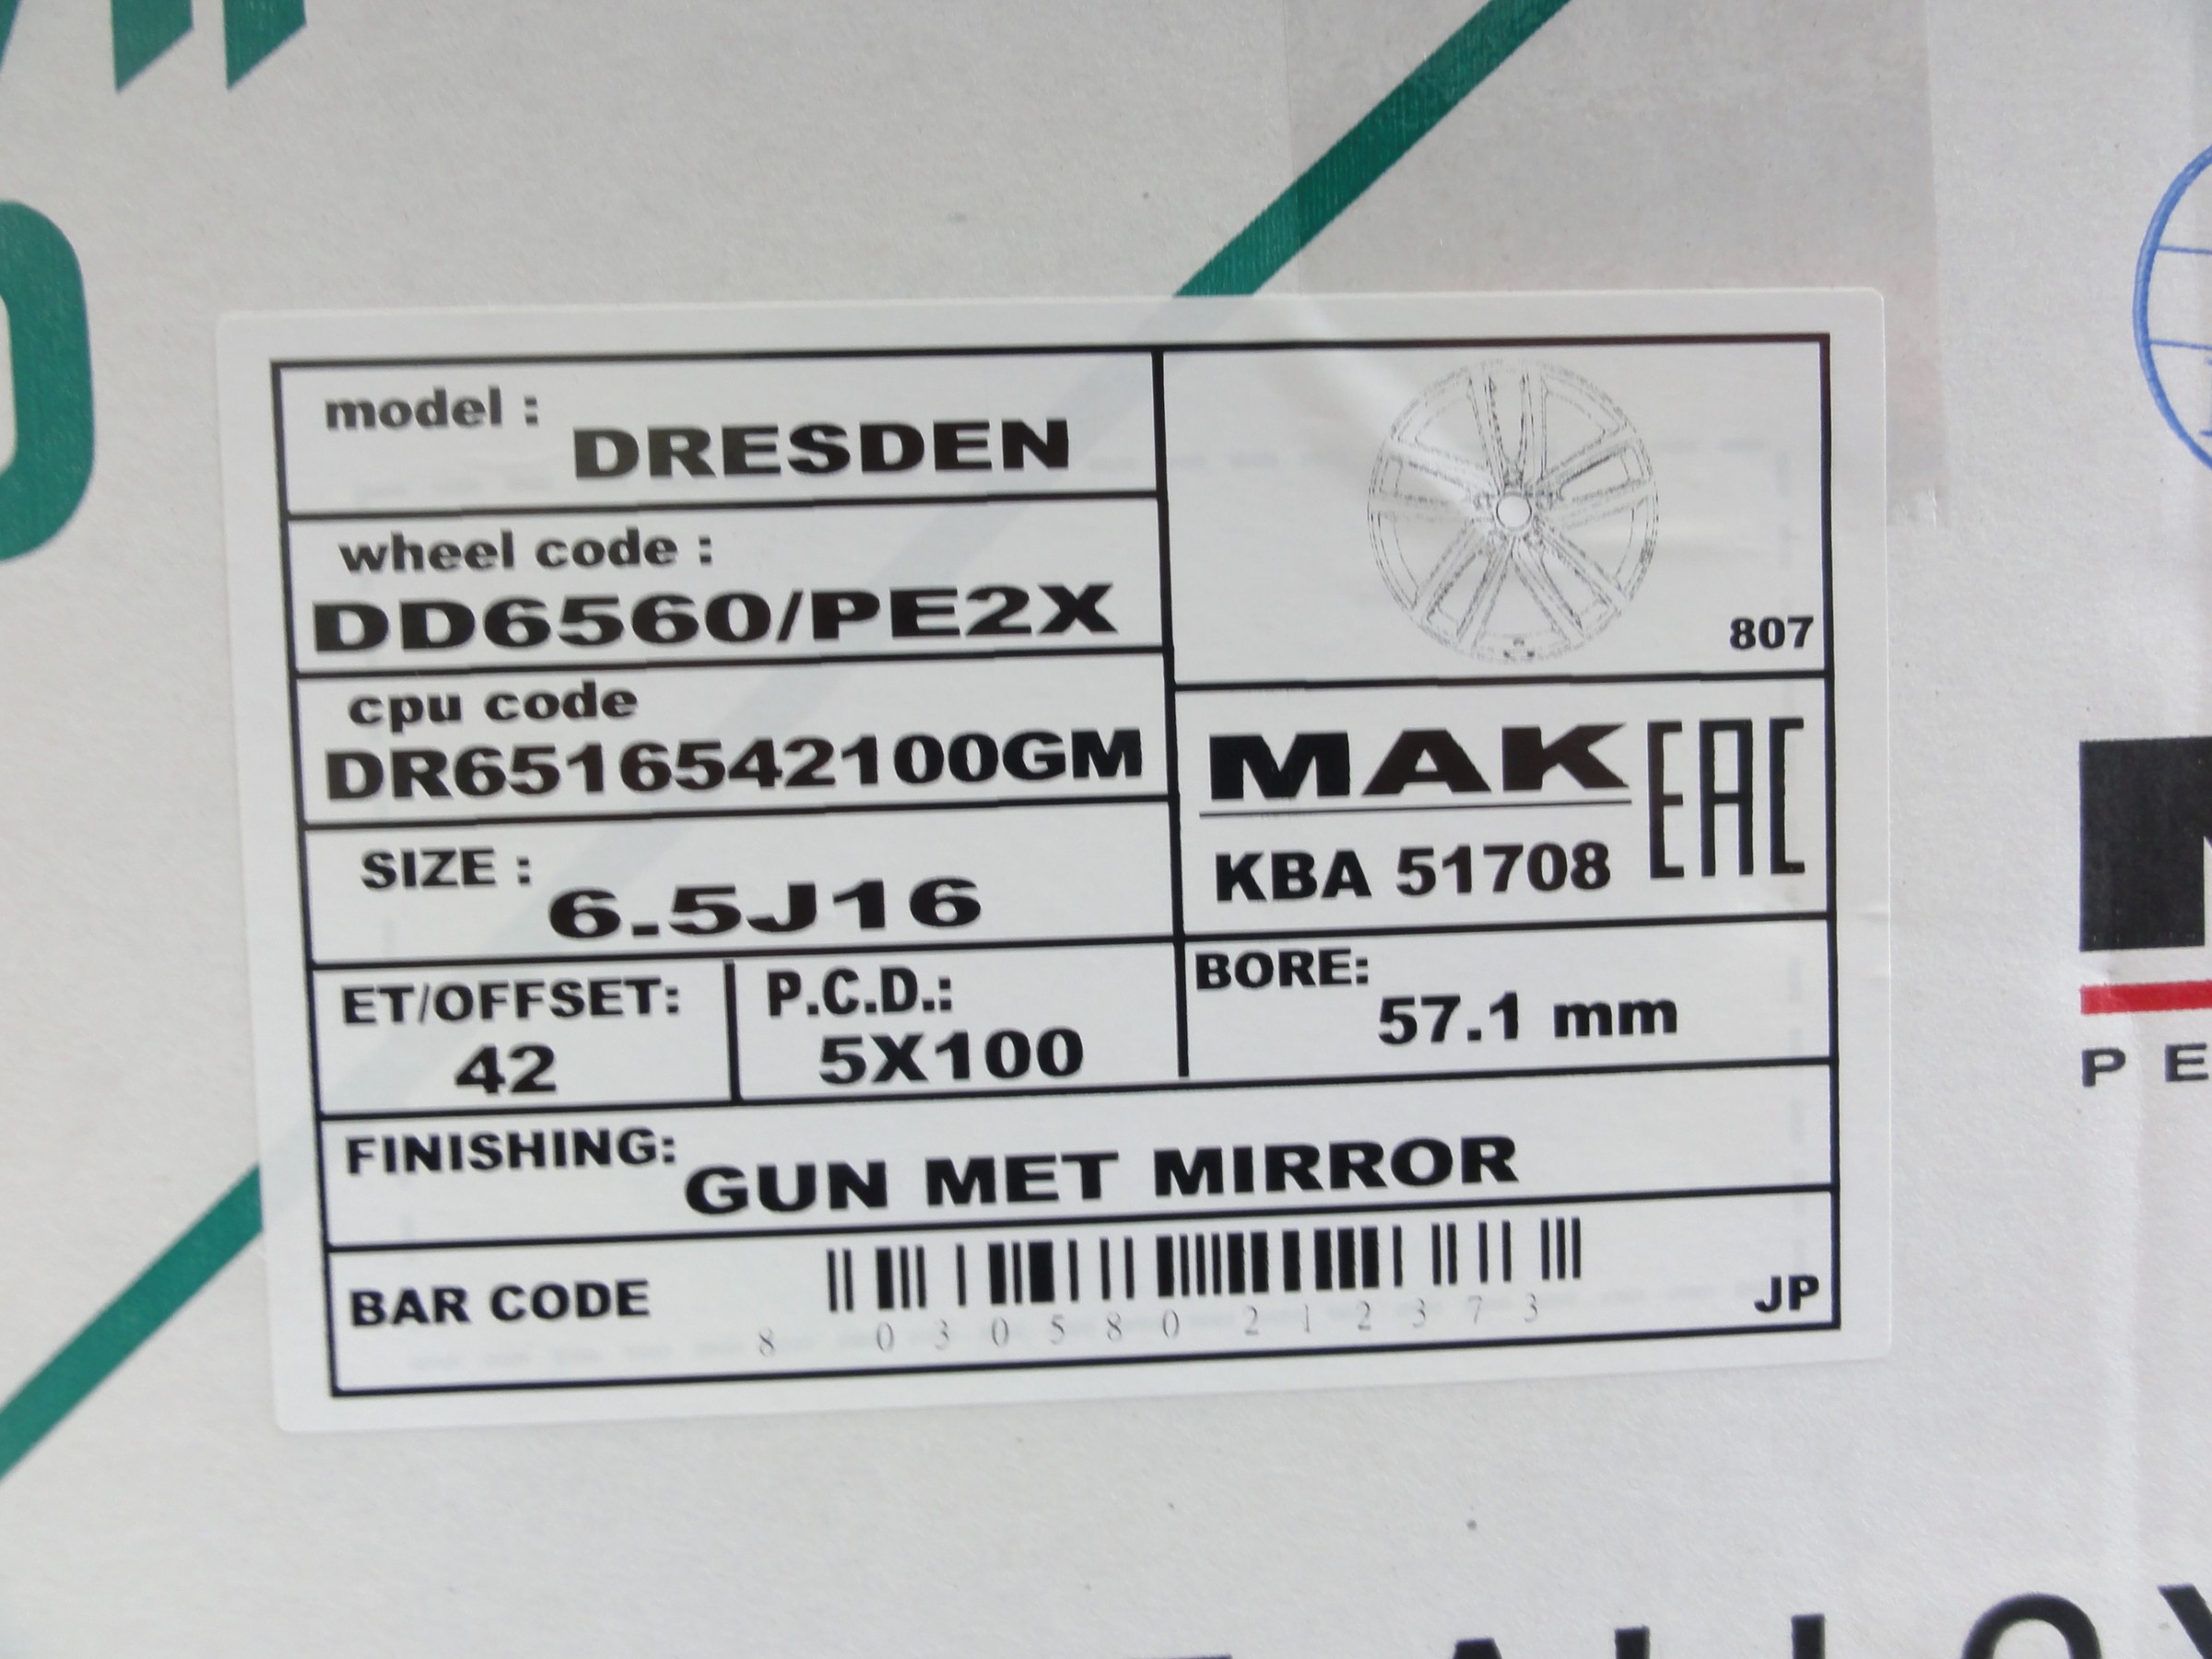 model :
DRESDEN
wheel code :
DD6560/PE2X
cpu code
DR6516542100GM
SIZE :
6.5J16
807
MAK EAC
KBA 51708
ET/OFFSET:
42
P.C.D.:
5X100
BORE:
57.1 mm
FINISHING:
GUN MET MIRROR
BAR CODE
8 030580 212373
JP
PE
ALLOY